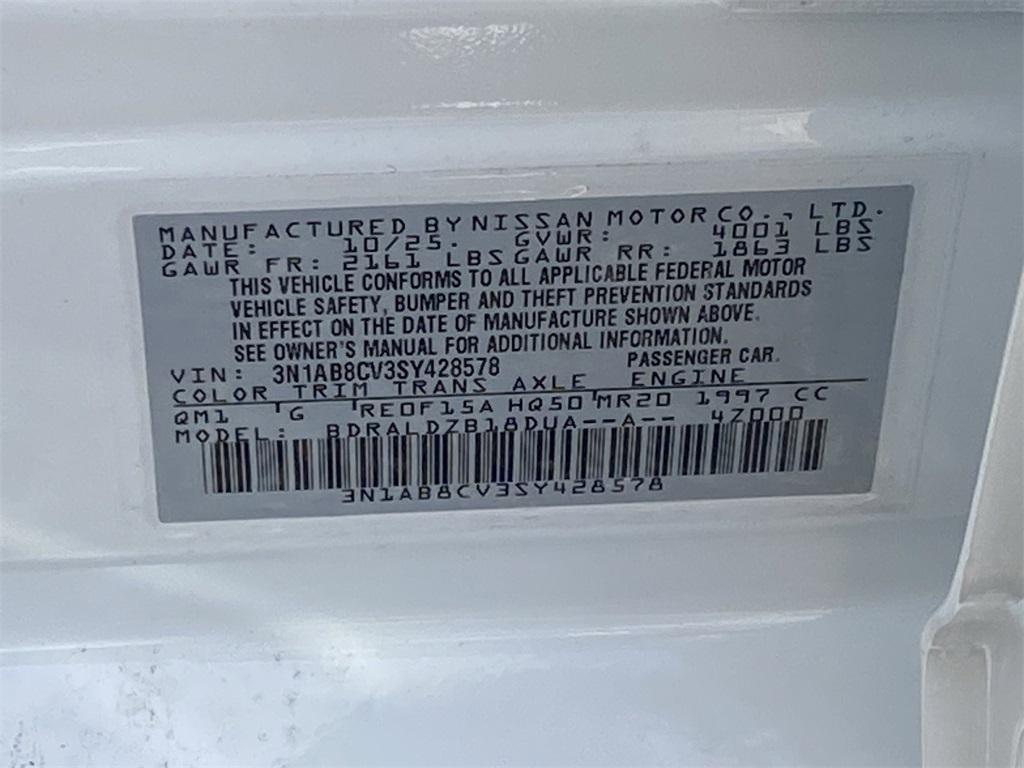 MANUFACTURED BY NISSAN MOTOR CO., LTD.
DATE: 10/25. GVWR: 4001 LBS
GAWR FR: 2161 LBS GAWR RR: 1863 LBS
THIS VEHICLE CONFORMS TO ALL APPLICABLE FEDERAL MOTOR
VEHICLE SAFETY, BUMPER AND THEFT PREVENTION STANDARDS
IN EFFECT ON THE DATE OF MANUFACTURE SHOWN ABOVE.
SEE OWNER'S MANUAL FOR ADDITIONAL INFORMATION.
VIN: 3N1AB8CV3SY428578 PASSENGER CAR.
COLOR TRIM TRANS AXLE ENGINE
QM1 G RE0F15A HQ50 MR20 1997 CC
MODEL: BDRALDZB18DUA--A-- 4Z000
3N1AB8CV3SY428578